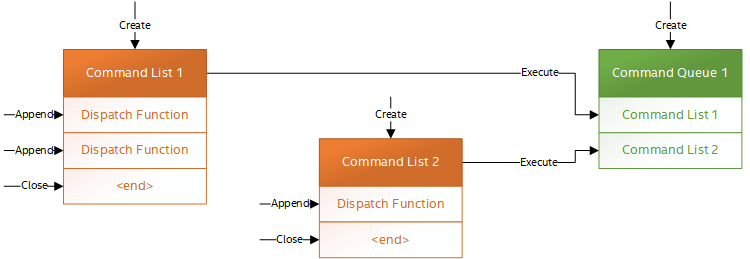 Create
Create
Command List 1
Execute
Command Queue 1
Append
Dispatch Function
Create
Command List 1
Append
Dispatch Function
Command List 2
Execute
Command List 2
Close
<end>
Append
Dispatch Function
Close
<end>